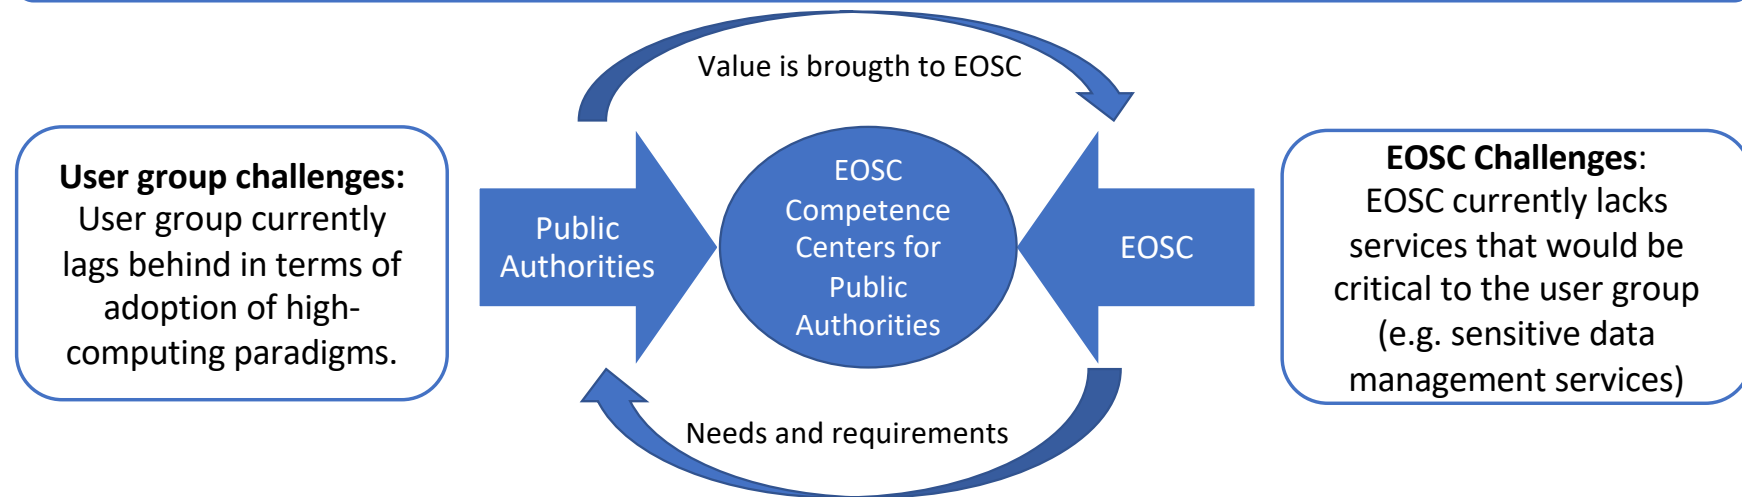 Value is brougth to EOSC
User group challenges:
User group currently
lags behind in terms of
adoption of high-
computing paradigms.
Public
Authorities
EOSC
Competence
Centers for
Public
Authorities
EOSC
EOSC Challenges:
EOSC currently lacks
services that would be
critical to the user group
(e.g. sensitive data
management services)
Needs and requirements